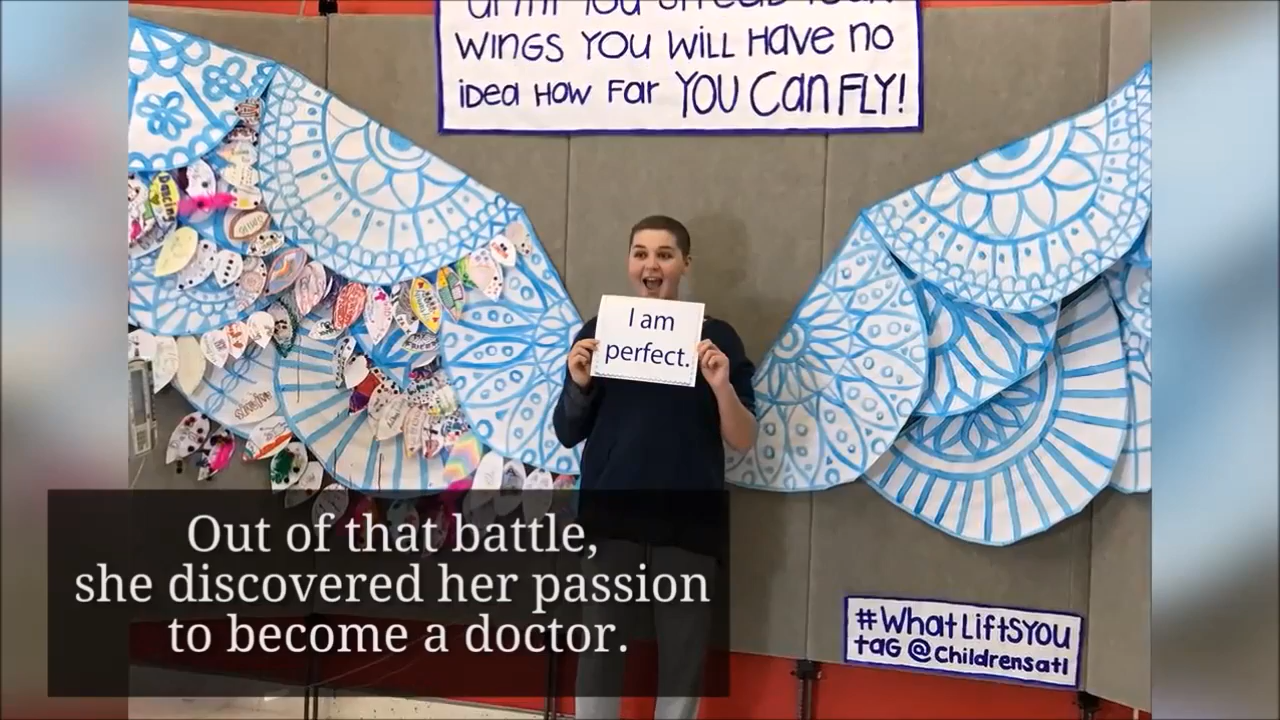 WINGS YOU WILL Have no
iDea HOW Far YOU Can FLY!
Dancing
I am
perfect.
Out of that battle,
she discovered her passion
to become a doctor.
#WhatLiftSYOU
taG @childrensatl